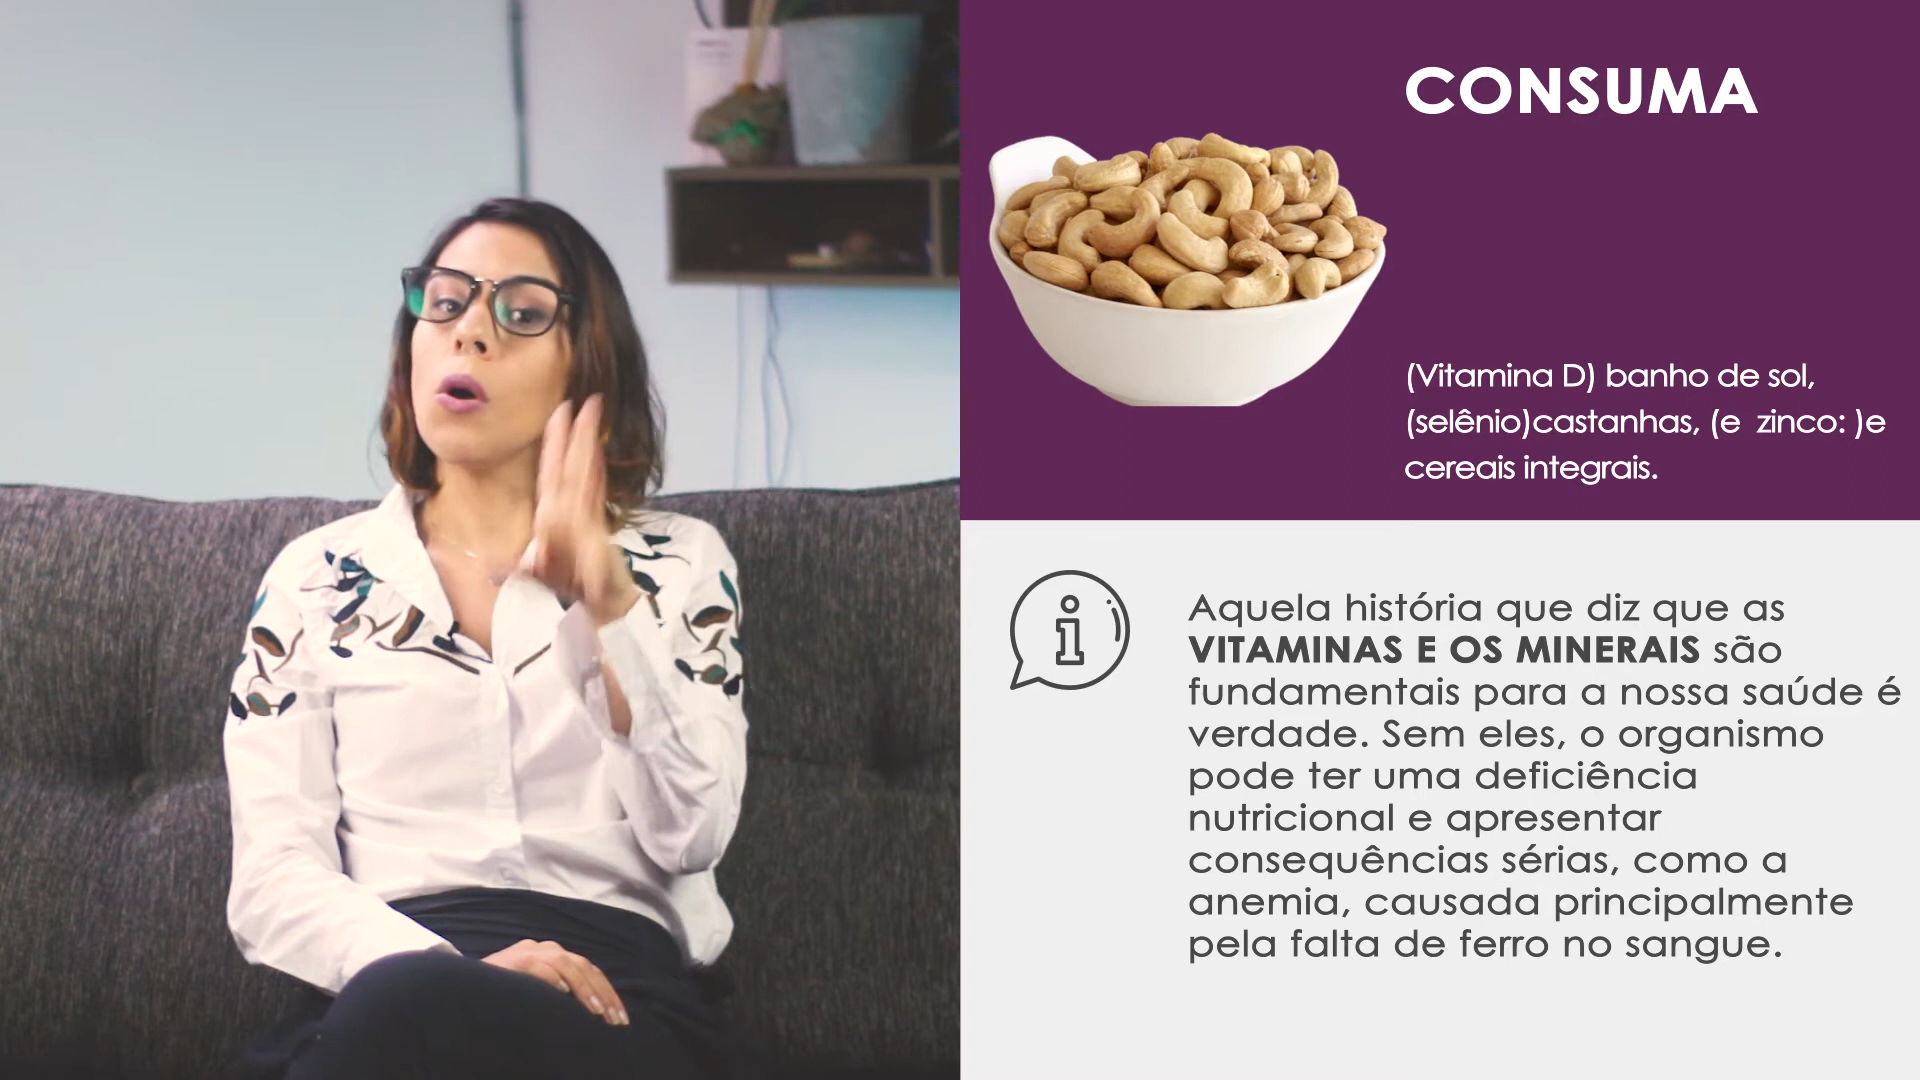 CONSUMA
(Vitamina D) banho de sol,
(selênio)castanhas, (e  zinco: )e
cereais integrais.
Aquela história que diz que as
VITAMINAS E OS MINERAIS são
fundamentais para a nossa saúde é
verdade. Sem eles, o organismo
pode ter uma deficiência
nutricional e apresentar
consequências sérias, como a
anemia, causada principalmente
pela falta de ferro no sangue.